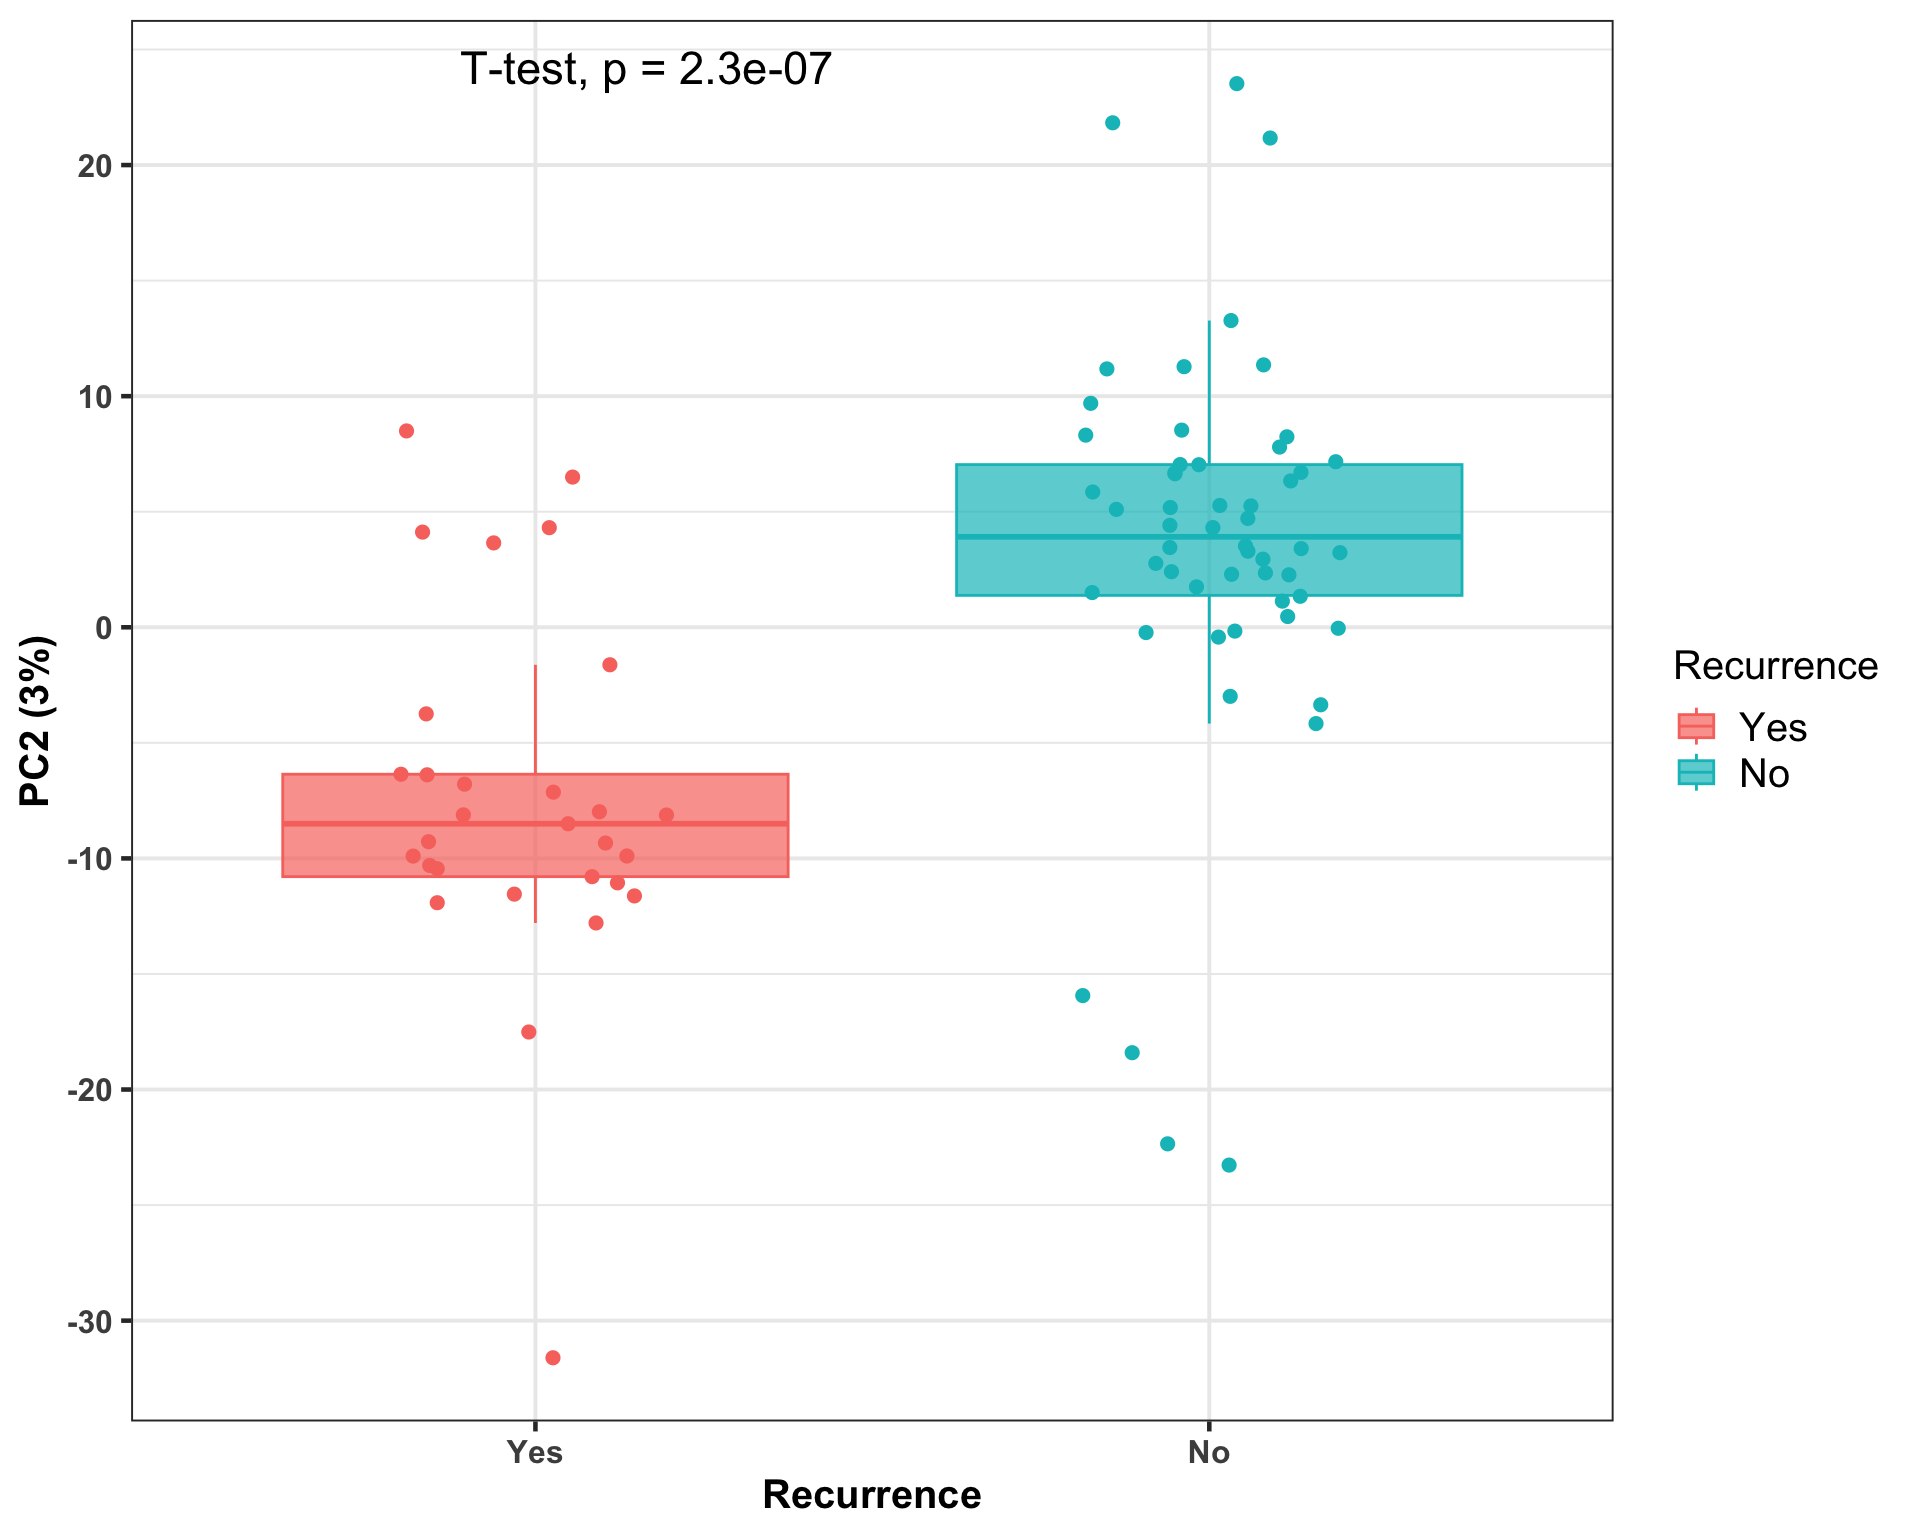 T-test, p = 2.3e-07
20
10
0
-10
-20
-30
PC2 (3%)
Yes
No
Recurrence
Recurrence
Yes
No